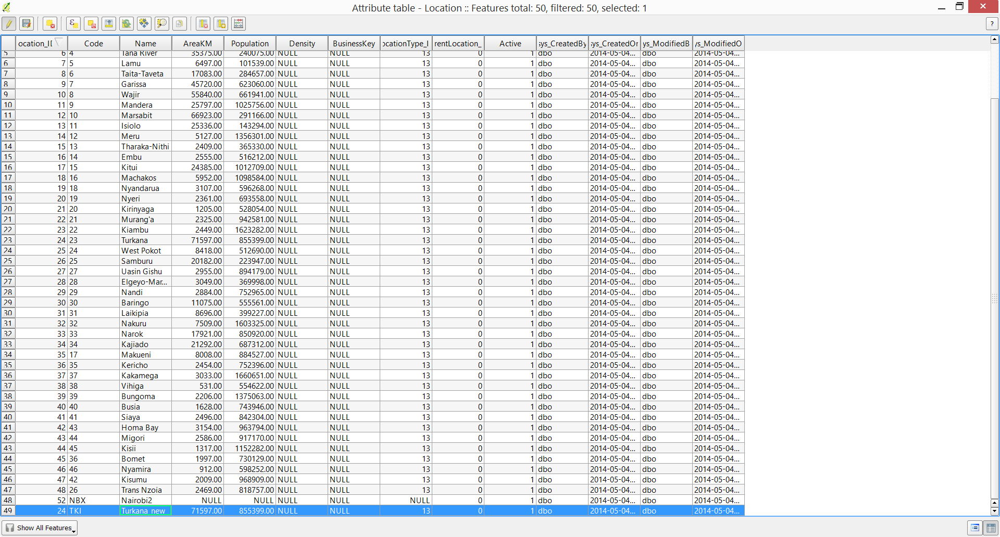 Attribute table - Location :: Features total: 50, filtered: 50, selected: 1
?
ocation_I Code Name AreaKM Population Density BusinessKey ocationType_I rentLocation_ Active sys_CreatedBy sys_CreatedOn ys_ModifiedB /s_ModifiedO
5 6 4 Tana River 35375.00 240075.00 NULL NULL 13 0 1 dbo 2014-05-04... dbo 2014-05-04...
6 7 5 Lamu 6497.00 101539.00 NULL NULL 13 0 1 dbo 2014-05-04... dbo 2014-05-04...
7 8 6 Taita-Taveta 17083.00 284657.00 NULL NULL 13 0 1 dbo 2014-05-04... dbo 2014-05-04...
8 9 7 Garissa 45720.00 623060.00 NULL NULL 13 0 1 dbo 2014-05-04... dbo 2014-05-04...
9 10 8 Wajir 55840.00 661941.00 NULL NULL 13 0 1 dbo 2014-05-04... dbo 2014-05-04...
10 11 9 Mandera 25797.00 1025756.00 NULL NULL 13 0 1 dbo 2014-05-04... dbo 2014-05-04...
11 12 10 Marsabit 66923.00 291166.00 NULL NULL 13 0 1 dbo 2014-05-04... dbo 2014-05-04...
12 13 11 Isiolo 25336.00 143294.00 NULL NULL 13 0 1 dbo 2014-05-04... dbo 2014-05-04...
13 14 12 Meru 5127.00 1356301.00 NULL NULL 13 0 1 dbo 2014-05-04... dbo 2014-05-04...
14 15 13 Tharaka-Nithi 2409.00 365330.00 NULL NULL 13 0 1 dbo 2014-05-04... dbo 2014-05-04...
15 16 14 Embu 2555.00 516212.00 NULL NULL 13 0 1 dbo 2014-05-04... dbo 2014-05-04...
16 17 15 Kitui 24385.00 1012709.00 NULL NULL 13 0 1 dbo 2014-05-04... dbo 2014-05-04...
17 18 16 Machakos 5952.00 1098584.00 NULL NULL 13 0 1 dbo 2014-05-04... dbo 2014-05-04...
18 19 18 Nyandarua 3107.00 596268.00 NULL NULL 13 0 1 dbo 2014-05-04... dbo 2014-05-04...
19 20 19 Nyeri 2361.00 693558.00 NULL NULL 13 0 1 dbo 2014-05-04... dbo 2014-05-04...
20 21 20 Kirinyaga 1205.00 528054.00 NULL NULL 13 0 1 dbo 2014-05-04... dbo 2014-05-04...
21 22 21 Murang'a 2325.00 942581.00 NULL NULL 13 0 1 dbo 2014-05-04... dbo 2014-05-04...
22 23 22 Kiambu 2449.00 1623282.00 NULL NULL 13 0 1 dbo 2014-05-04... dbo 2014-05-04...
23 24 23 Turkana 71597.00 855399.00 NULL NULL 13 0 1 dbo 2014-05-04... dbo 2014-05-04...
24 25 24 West Pokot 8418.00 512690.00 NULL NULL 13 0 1 dbo 2014-05-04... dbo 2014-05-04...
25 26 25 Samburu 20182.00 223947.00 NULL NULL 13 0 1 dbo 2014-05-04... dbo 2014-05-04...
26 27 27 Uasin Gishu 2955.00 894179.00 NULL NULL 13 0 1 dbo 2014-05-04... dbo 2014-05-04...
27 28 28 Elgeyo-Mar... 3049.00 369998.00 NULL NULL 13 0 1 dbo 2014-05-04... dbo 2014-05-04...
28 29 29 Nandi 2884.00 752965.00 NULL NULL 13 0 1 dbo 2014-05-04... dbo 2014-05-04...
29 30 30 Baringo 11075.00 555561.00 NULL NULL 13 0 1 dbo 2014-05-04... dbo 2014-05-04...
30 31 31 Laikipia 8696.00 399227.00 NULL NULL 13 0 1 dbo 2014-05-04... dbo 2014-05-04...
31 32 32 Nakuru 7509.00 1603325.00 NULL NULL 13 0 1 dbo 2014-05-04... dbo 2014-05-04...
32 33 33 Narok 17921.00 850920.00 NULL NULL 13 0 1 dbo 2014-05-04... dbo 2014-05-04...
33 34 34 Kajiado 21292.00 687312.00 NULL NULL 13 0 1 dbo 2014-05-04... dbo 2014-05-04...
34 35 17 Makueni 8008.00 884527.00 NULL NULL 13 0 1 dbo 2014-05-04... dbo 2014-05-04...
35 36 35 Kericho 2454.00 752396.00 NULL NULL 13 0 1 dbo 2014-05-04... dbo 2014-05-04...
36 37 37 Kakamega 3033.00 1660651.00 NULL NULL 13 0 1 dbo 2014-05-04... dbo 2014-05-04...
37 38 38 Vihiga 531.00 554622.00 NULL NULL 13 0 1 dbo 2014-05-04... dbo 2014-05-04...
38 39 39 Bungoma 2206.00 1375063.00 NULL NULL 13 0 1 dbo 2014-05-04... dbo 2014-05-04...
39 40 40 Busia 1628.00 743946.00 NULL NULL 13 0 1 dbo 2014-05-04... dbo 2014-05-04...
40 41 41 Siaya 2496.00 842304.00 NULL NULL 13 0 1 dbo 2014-05-04... dbo 2014-05-04...
41 42 43 Homa Bay 3154.00 963794.00 NULL NULL 13 0 1 dbo 2014-05-04... dbo 2014-05-04...
42 43 44 Migori 2586.00 917170.00 NULL NULL 13 0 1 dbo 2014-05-04... dbo 2014-05-04...
43 44 45 Kisii 1317.00 1152282.00 NULL NULL 13 0 1 dbo 2014-05-04... dbo 2014-05-04...
44 45 36 Bomet 1997.00 730129.00 NULL NULL 13 0 1 dbo 2014-05-04... dbo 2014-05-04...
45 46 46 Nyamira 912.00 598252.00 NULL NULL 13 0 1 dbo 2014-05-04... dbo 2014-05-04...
46 47 42 Kisumu 2009.00 968909.00 NULL NULL 13 0 1 dbo 2014-05-04... dbo 2014-05-04...
47 48 26 Trans Nzoia 2469.00 818757.00 NULL NULL 13 0 1 dbo 2014-05-04... dbo 2014-05-04...
48 52 NBX Nairobi2 NULL NULL NULL NULL NULL 0 1 dbo 2014-05-04... dbo 2014-05-04...
49 24 TKI Turkana_new 71597.00 855399.00 NULL NULL 13 0 1 dbo 2014-05-04... dbo 2014-05-04...
Show All Features